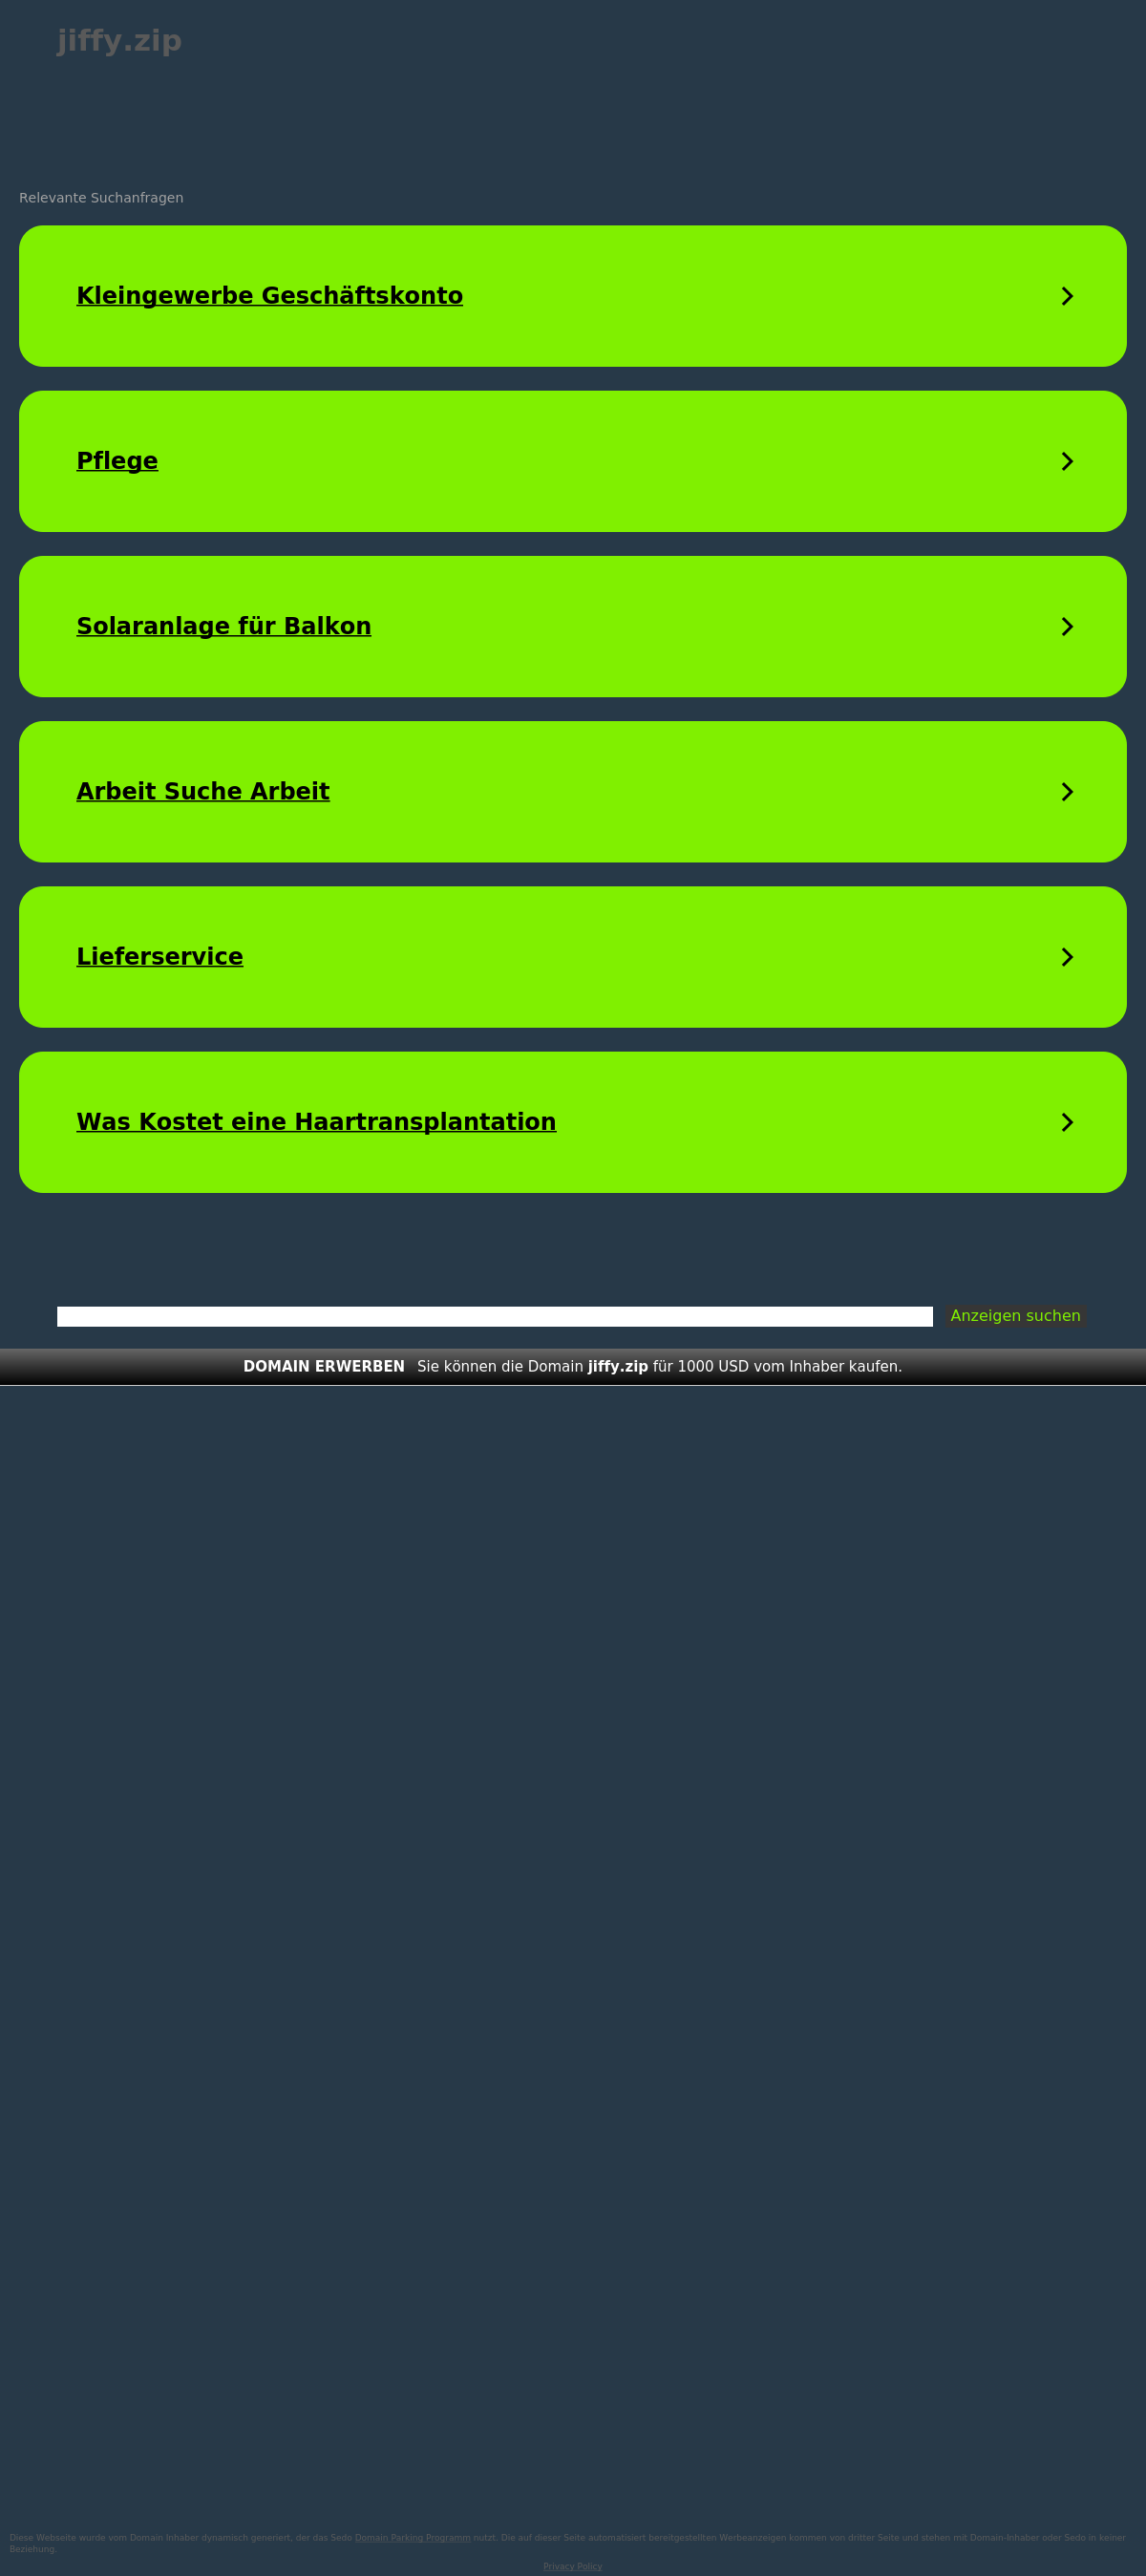 jiffy.zip
Relevante Suchanfragen
Kleingewerbe Geschäftskonto
Pflege
Solaranlage für Balkon
Arbeit Suche Arbeit
Lieferservice
Was Kostet eine Haartransplantation
Anzeigen suchen
DOMAIN ERWERBEN Sie können die Domain jiffy.zip für 1000 USD vom Inhaber kaufen.
Diese Webseite wurde vom Domain Inhaber dynamisch generiert, der das Sedo Domain Parking Programm nutzt. Die auf dieser Seite automatisiert bereitgestellten Werbeanzeigen kommen von dritter Seite und stehen mit Domain-Inhaber oder Sedo in keiner
Beziehung.
Privacy Policy